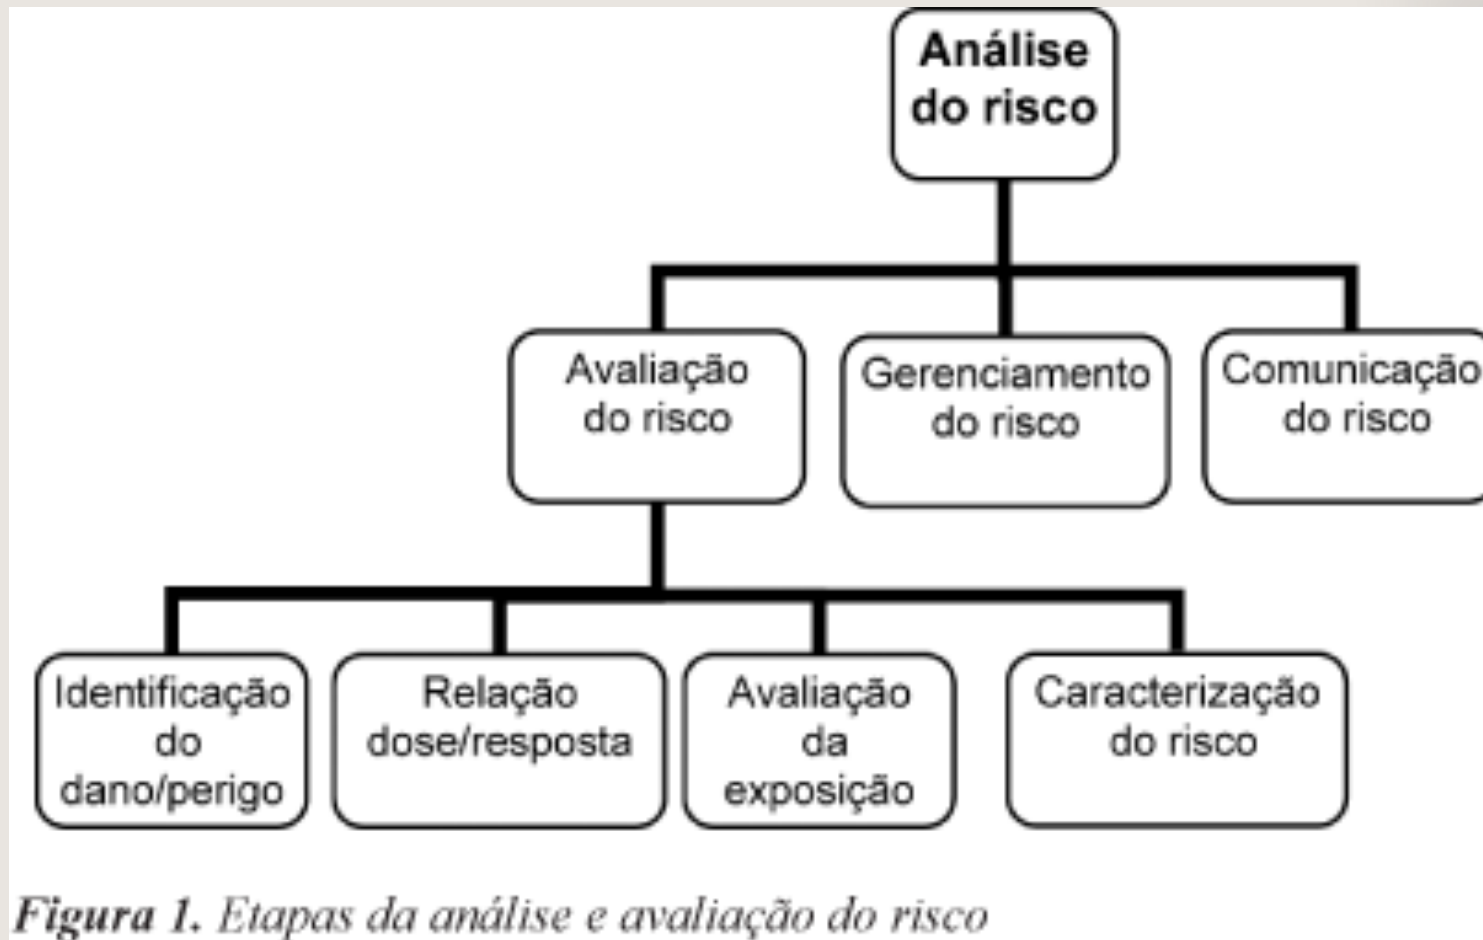 Análise
do risco
Avaliação
do risco
Gerenciamento
do risco
Comunicação
do risco
Identificação
do
dano/perigo
Relação
dose/resposta
Avaliação
da
exposição
Caracterização
do risco
Figura 1. Etapas da análise e avaliação do risco